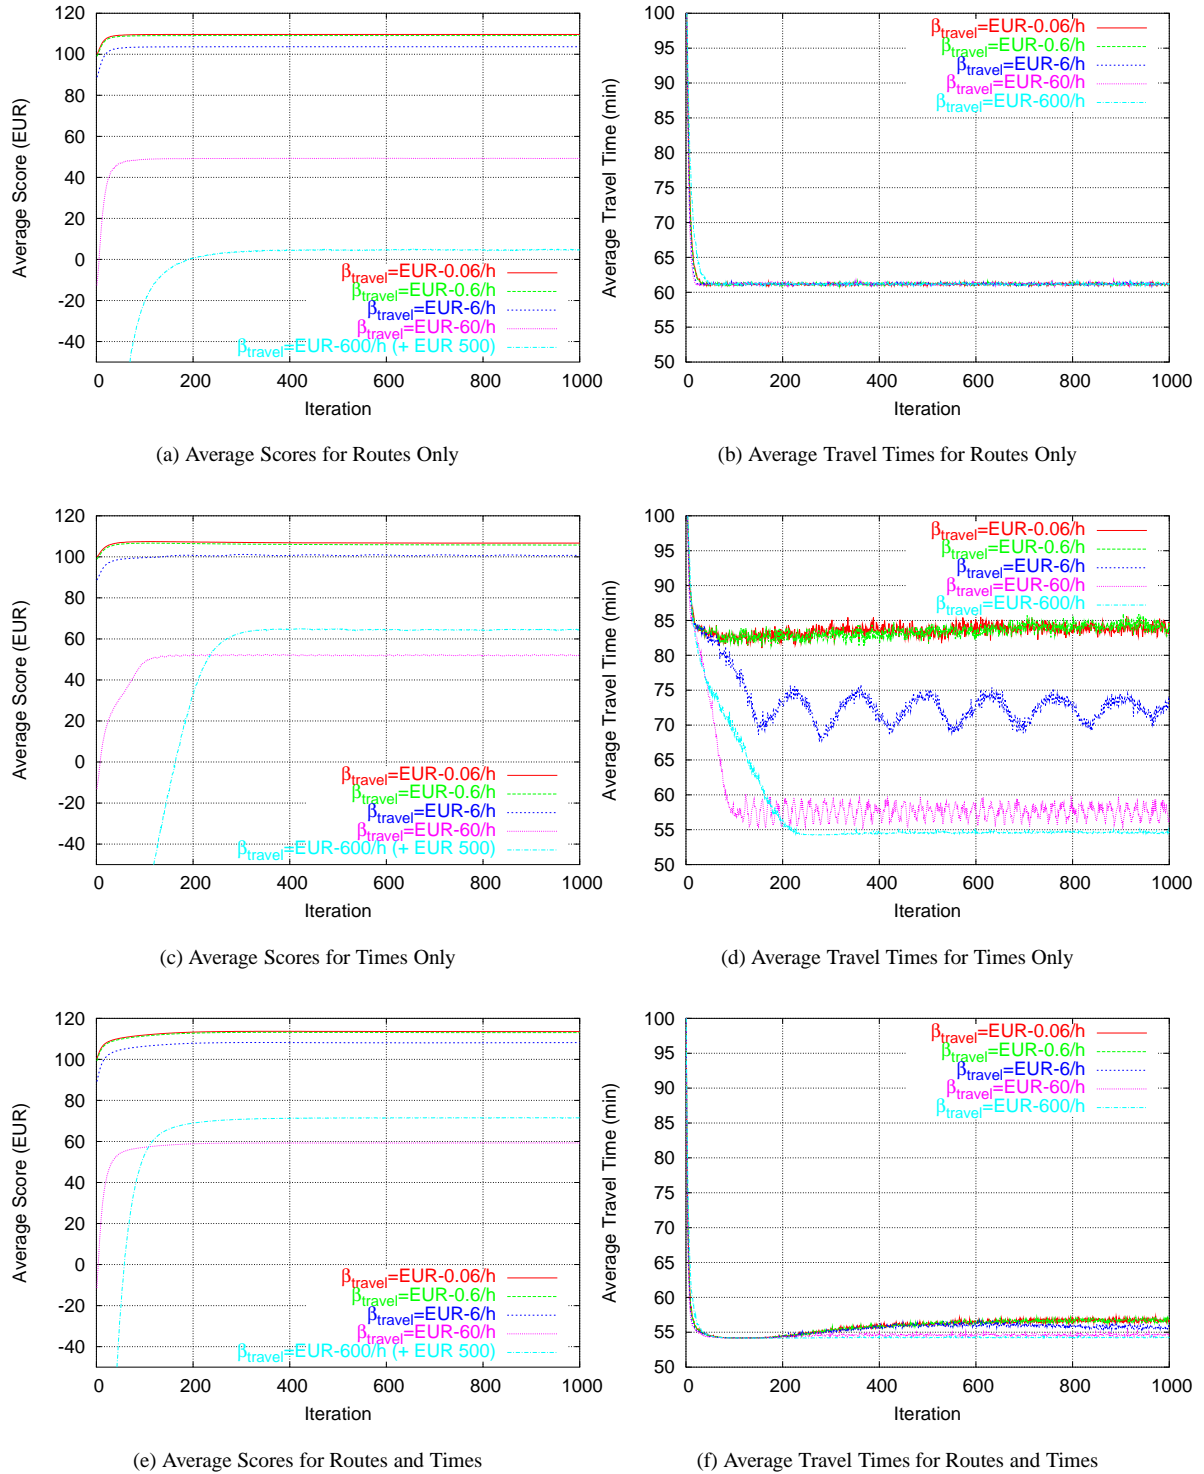 120
100
80
60
40
20
0
-20
-40
0 200 400 600 800 1000
Average Score (EUR)
Iteration
βtravel=EUR-0.06/h
βtravel=EUR-0.6/h
βtravel=EUR-6/h
βtravel=EUR-60/h
βtravel=EUR-600/h (+ EUR 500)
(a) Average Scores for Routes Only
100
95
90
85
80
75
70
65
60
55
50
0 200 400 600 800 1000
Average Travel Time (min)
Iteration
βtravel=EUR-0.06/h
βtravel=EUR-0.6/h
βtravel=EUR-6/h
βtravel=EUR-60/h
βtravel=EUR-600/h
(b) Average Travel Times for Routes Only
120
100
80
60
40
20
0
-20
-40
0 200 400 600 800 1000
Average Score (EUR)
Iteration
βtravel=EUR-0.06/h
βtravel=EUR-0.6/h
βtravel=EUR-6/h
βtravel=EUR-60/h
βtravel=EUR-600/h (+ EUR 500)
(c) Average Scores for Times Only
100
95
90
85
80
75
70
65
60
55
50
0 200 400 600 800 1000
Average Travel Time (min)
Iteration
βtravel=EUR-0.06/h
βtravel=EUR-0.6/h
βtravel=EUR-6/h
βtravel=EUR-60/h
βtravel=EUR-600/h
(d) Average Travel Times for Times Only
120
100
80
60
40
20
0
-20
-40
0 200 400 600 800 1000
Average Score (EUR)
Iteration
βtravel=EUR-0.06/h
βtravel=EUR-0.6/h
βtravel=EUR-6/h
βtravel=EUR-60/h
βtravel=EUR-600/h (+ EUR 500)
(e) Average Scores for Routes and Times
100
95
90
85
80
75
70
65
60
55
50
0 200 400 600 800 1000
Average Travel Time (min)
Iteration
βtravel=EUR-0.06/h
βtravel=EUR-0.6/h
βtravel=EUR-6/h
βtravel=EUR-60/h
βtravel=EUR-600/h
(f) Average Travel Times for Routes and Times